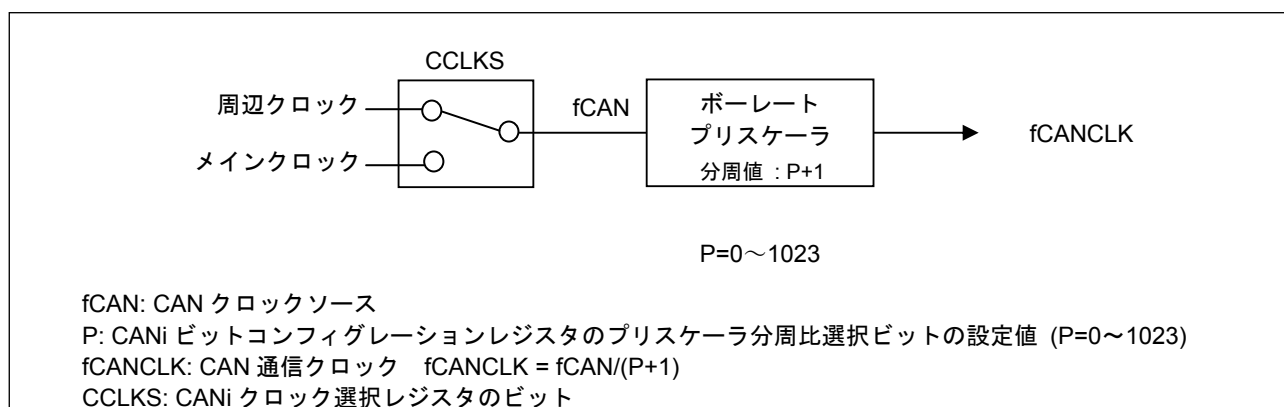 CCLKS
周辺クロック
fCAN
ボーレート
プリスケーラ
分周値 : P+1
fCANCLK
メインクロック
P=0～1023
fCAN: CAN クロックソース
P: CANi ビットコンフィグレーションレジスタのプリスケーラ分周比選択ビットの設定値 (P=0～1023)
fCANCLK: CAN 通信クロック fCANCLK = fCAN/(P+1)
CCLKS: CANi クロック選択レジスタのビット